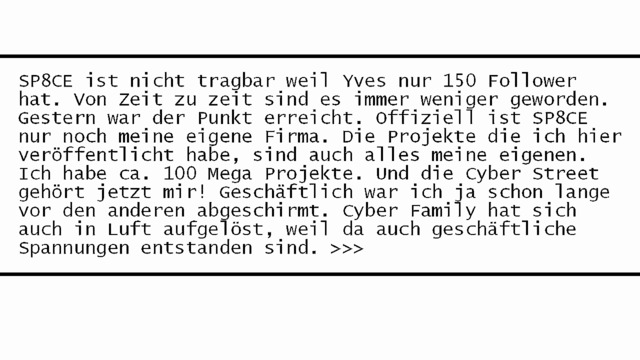 SP8CE ist nicht tragbar weil Yves nur 150 Follower
hat. Von Zeit zu zeit sind es immer weniger geworden.
Gestern war der Punkt erreicht. Offiziell ist SP8CE
nur noch meine eigene Firma. Die Projekte die ich hier
veröffentlicht habe, sind auch alles meine eigenen.
Ich habe ca. 100 Mega Projekte. Und die Cyber Street
gehört jetzt mir! Geschäftlich war ich ja schon lange
vor den anderen abgeschirmt. Cyber Family hat sich
auch in Luft aufgelöst, weil da auch geschäftliche
Spannungen entstanden sind. >>>